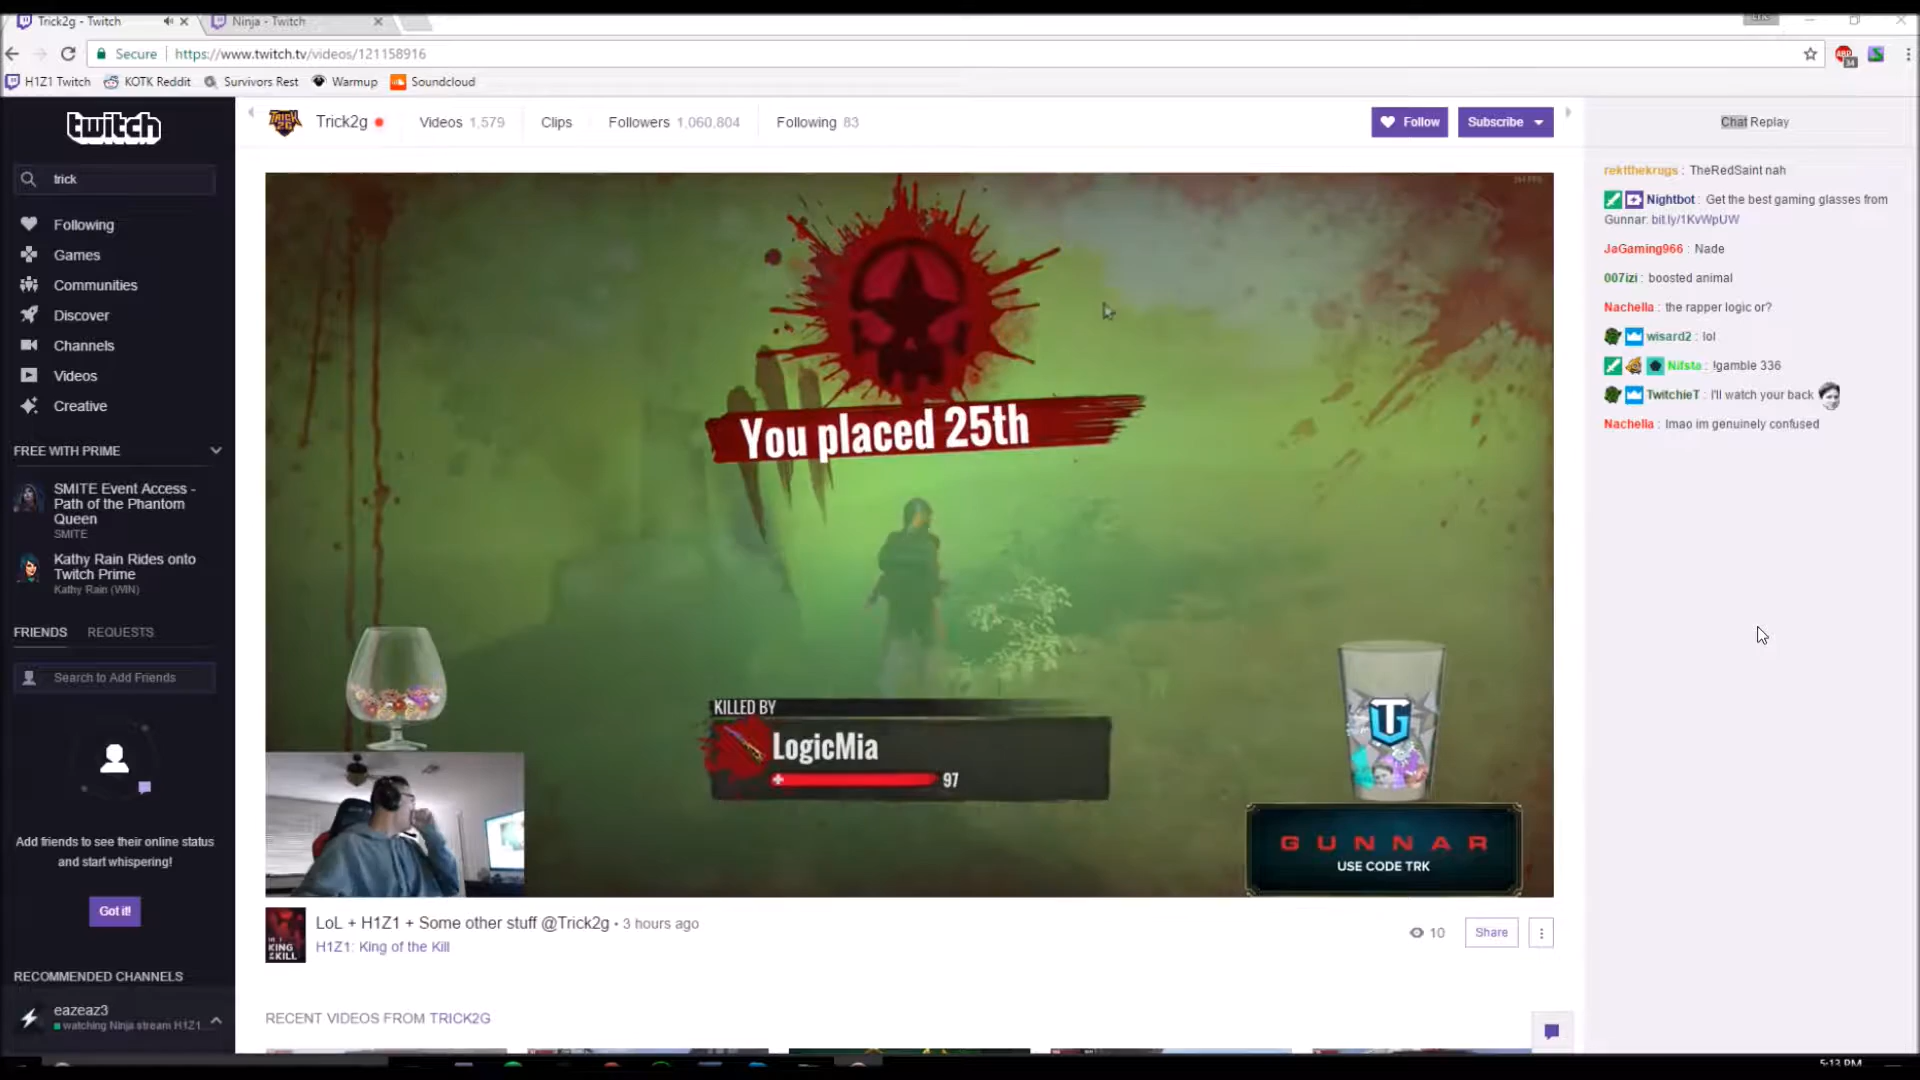 Trick2g - Twitch
Ninja - Twitch
Secure
https://www.twitch.tv/videos/121158916
H1Z1 Twitch
KOTK Reddit
Survivors Rest
Warmup
Soundcloud
twitch
trick
Following
Games
Communities
Discover
Channels
Videos
Creative
FREE WITH PRIME
SMITE Event Access -
Path of the Phantom
Queen
SMITE
Kathy Rain Rides onto
Twitch Prime
Kathy Rain (WIN)
FRIENDS REQUESTS
Search to Add Friends
Add friends to see their online status
and start whispering!
Got it!
RECOMMENDED CHANNELS
eazeaz3
watching Ninja stream H1Z1...
Trick2g
Videos 1,579
Clips
Followers 1,060,804
Following 83
Follow
Subscribe
You placed 25th
KILLED BY
LogicMia
97
GUNNAR
USE CODE TRK
KING
OF THE
KILL
LoL + H1Z1 + Some other stuff @Trick2g • 3 hours ago
H1Z1: King of the Kill
10
Share
RECENT VIDEOS FROM TRICK2G
Chat Replay
rektthekrugs : TheRedSaint nah
Nightbot : Get the best gaming glasses from
Gunnar: bit.ly/1KvWpUW
JaGaming966 : Nade
007izi : boosted animal
Nachella : the rapper logic or?
wisard2 : lol
Nifsta : !gamble 336
TwitchieT : I'll watch your back
Nachella : lmao im genuinely confused
5:13 PM